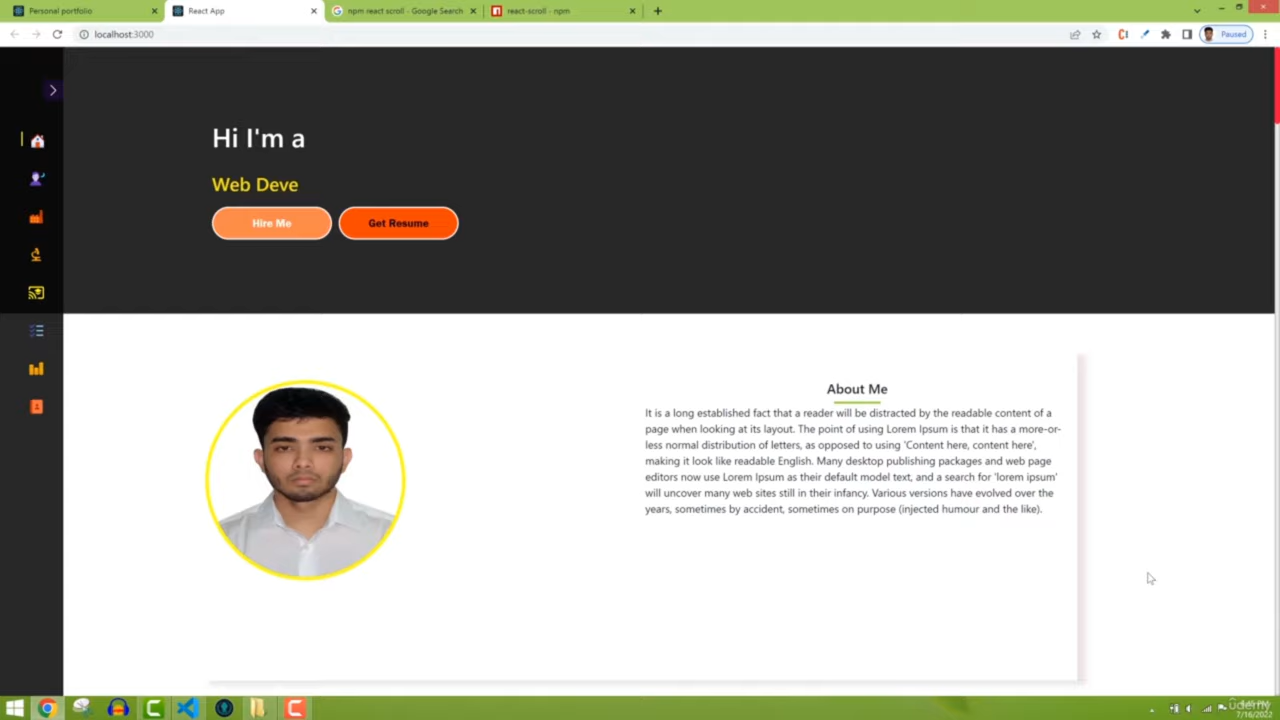 Personal portfolio
React App
npm react scroll - Google Search
react-scroll - npm
localhost:3000
Paused
Hi I'm a
Web Deve
Hire Me
Get Resume
About Me
It is a long established fact that a reader will be distracted by the readable content of a
page when looking at its layout. The point of using Lorem Ipsum is that it has a more-or-
less normal distribution of letters, as opposed to using 'Content here, content here',
making it look like readable English. Many desktop publishing packages and web page
editors now use Lorem Ipsum as their default model text, and a search for 'lorem ipsum'
will uncover many web sites still in their infancy. Various versions have evolved over the
years, sometimes by accident, sometimes on purpose (injected humour and the like).
udemy
7/16/2022